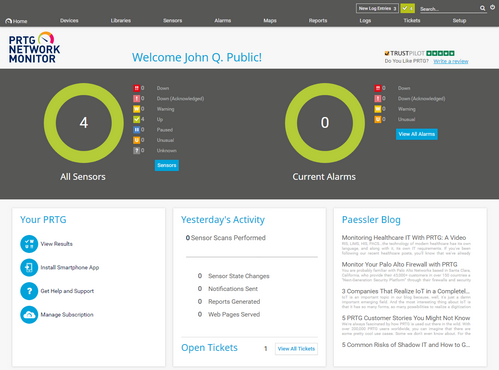 New Log Entries 3
4
Search...
Home
Devices
Libraries
Sensors
Alarms
Maps
Reports
Logs
Tickets
Setup
PRTG
NETWORK
MONITOR
Welcome John Q. Public!
TRUSTPILOT
Do You Like PRTG? Write a review
4
All Sensors
!! 0 Down
! 0 Down (Acknowledged)
W 0 Warning
4 Up
0 Paused
U 0 Unusual
? 0 Unknown
Sensors
0
Current Alarms
!! 0 Down
! 0 Down (Acknowledged)
W 0 Warning
U 0 Unusual
View All Alarms
Your PRTG
View Results
Install Smartphone App
Get Help and Support
Manage Subscription
Yesterday's Activity
0 Sensor Scans Performed
0 Sensor State Changes
0 Notifications Sent
0 Reports Generated
0 Web Pages Served
Open Tickets
1
View All Tickets
Paessler Blog
Monitoring Healthcare IT With PRTG: A Video
Monitor Your Palo Alto Firewall with PRTG
3 Companies That Realize IoT in a Completel...
5 PRTG Customer Stories You Might Not Know
5 Common Risks of Shadow IT and How to G...